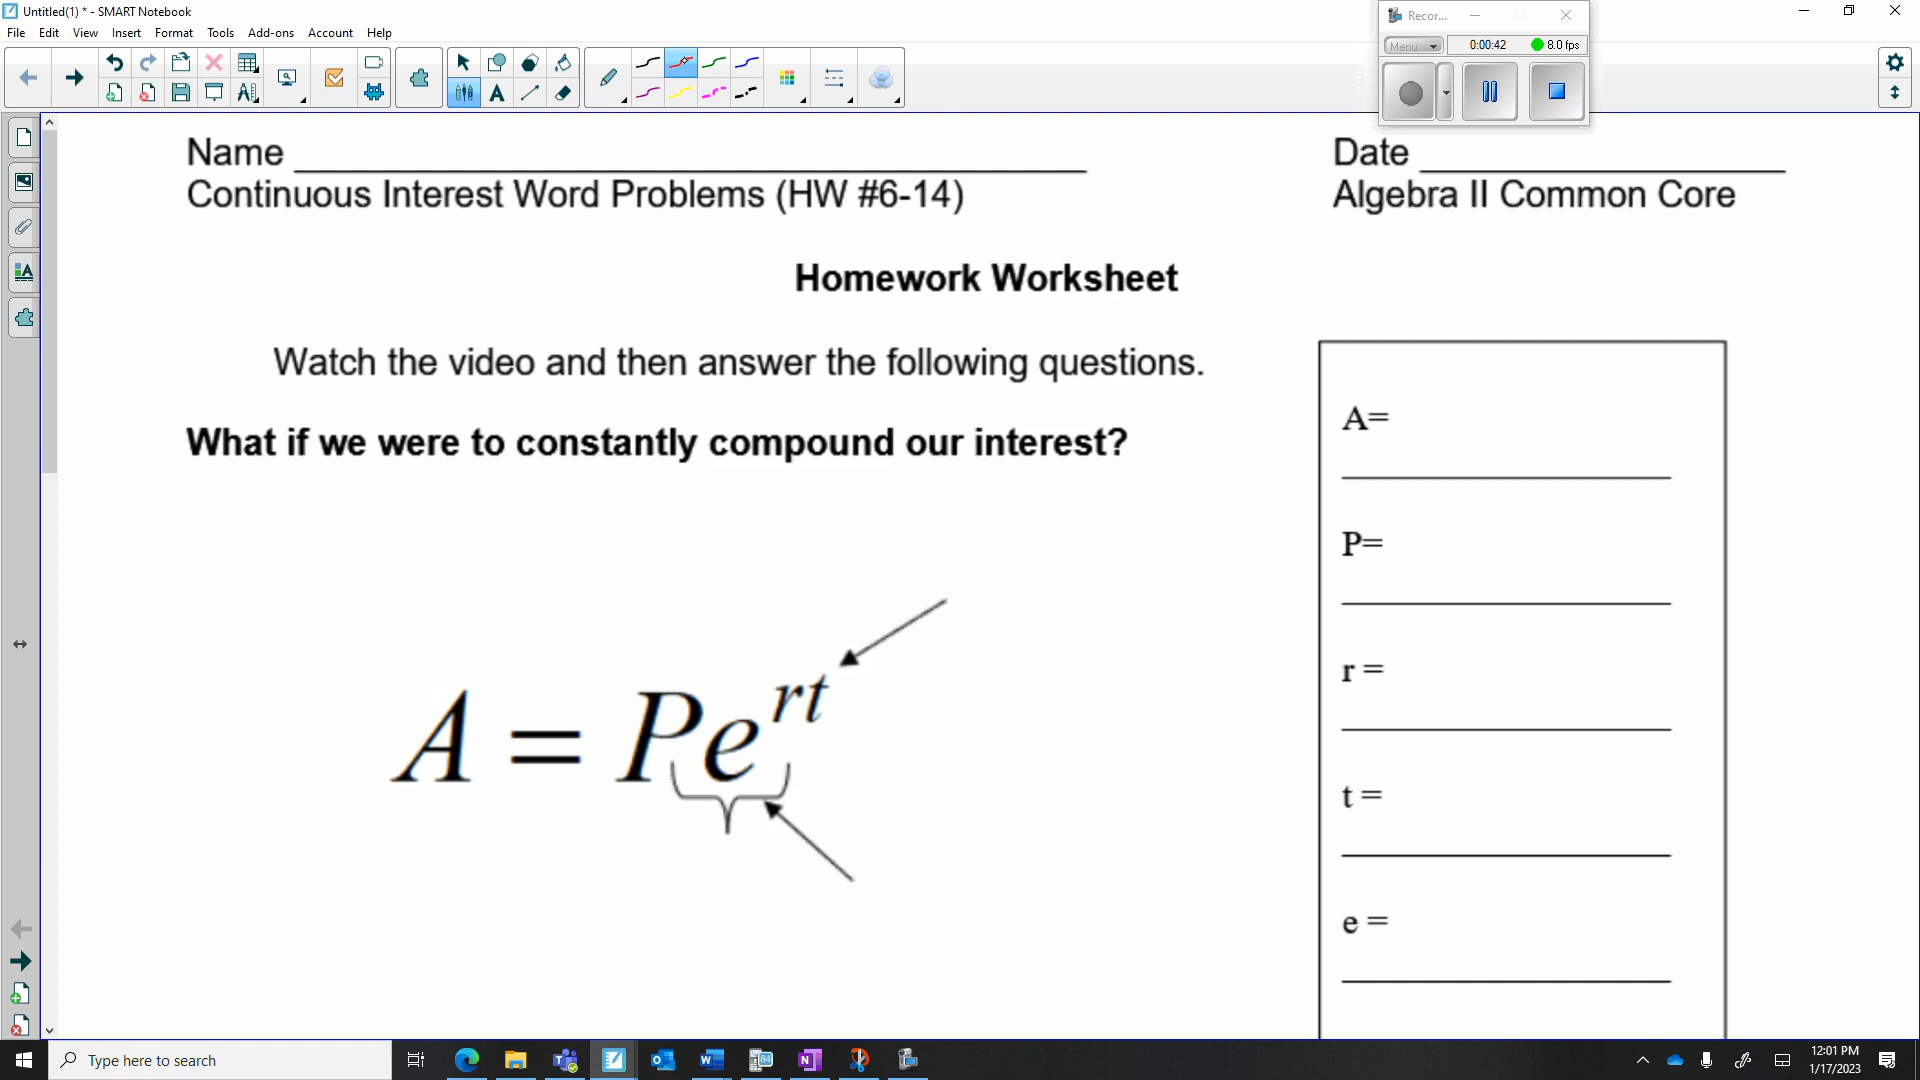 Untitled(1) * - SMART Notebook
File Edit View Insert Format Tools Add-ons Account Help
Recor...
Menu 0:00:42 8.0 fps
Name
Date
Continuous Interest Word Problems (HW #6-14)
Algebra II Common Core
Homework Worksheet
Watch the video and then answer the following questions.
What if we were to constantly compound our interest?
A = Pe^{rt}
A=
P=
r =
t =
e =
Type here to search
12:01 PM
1/17/2023